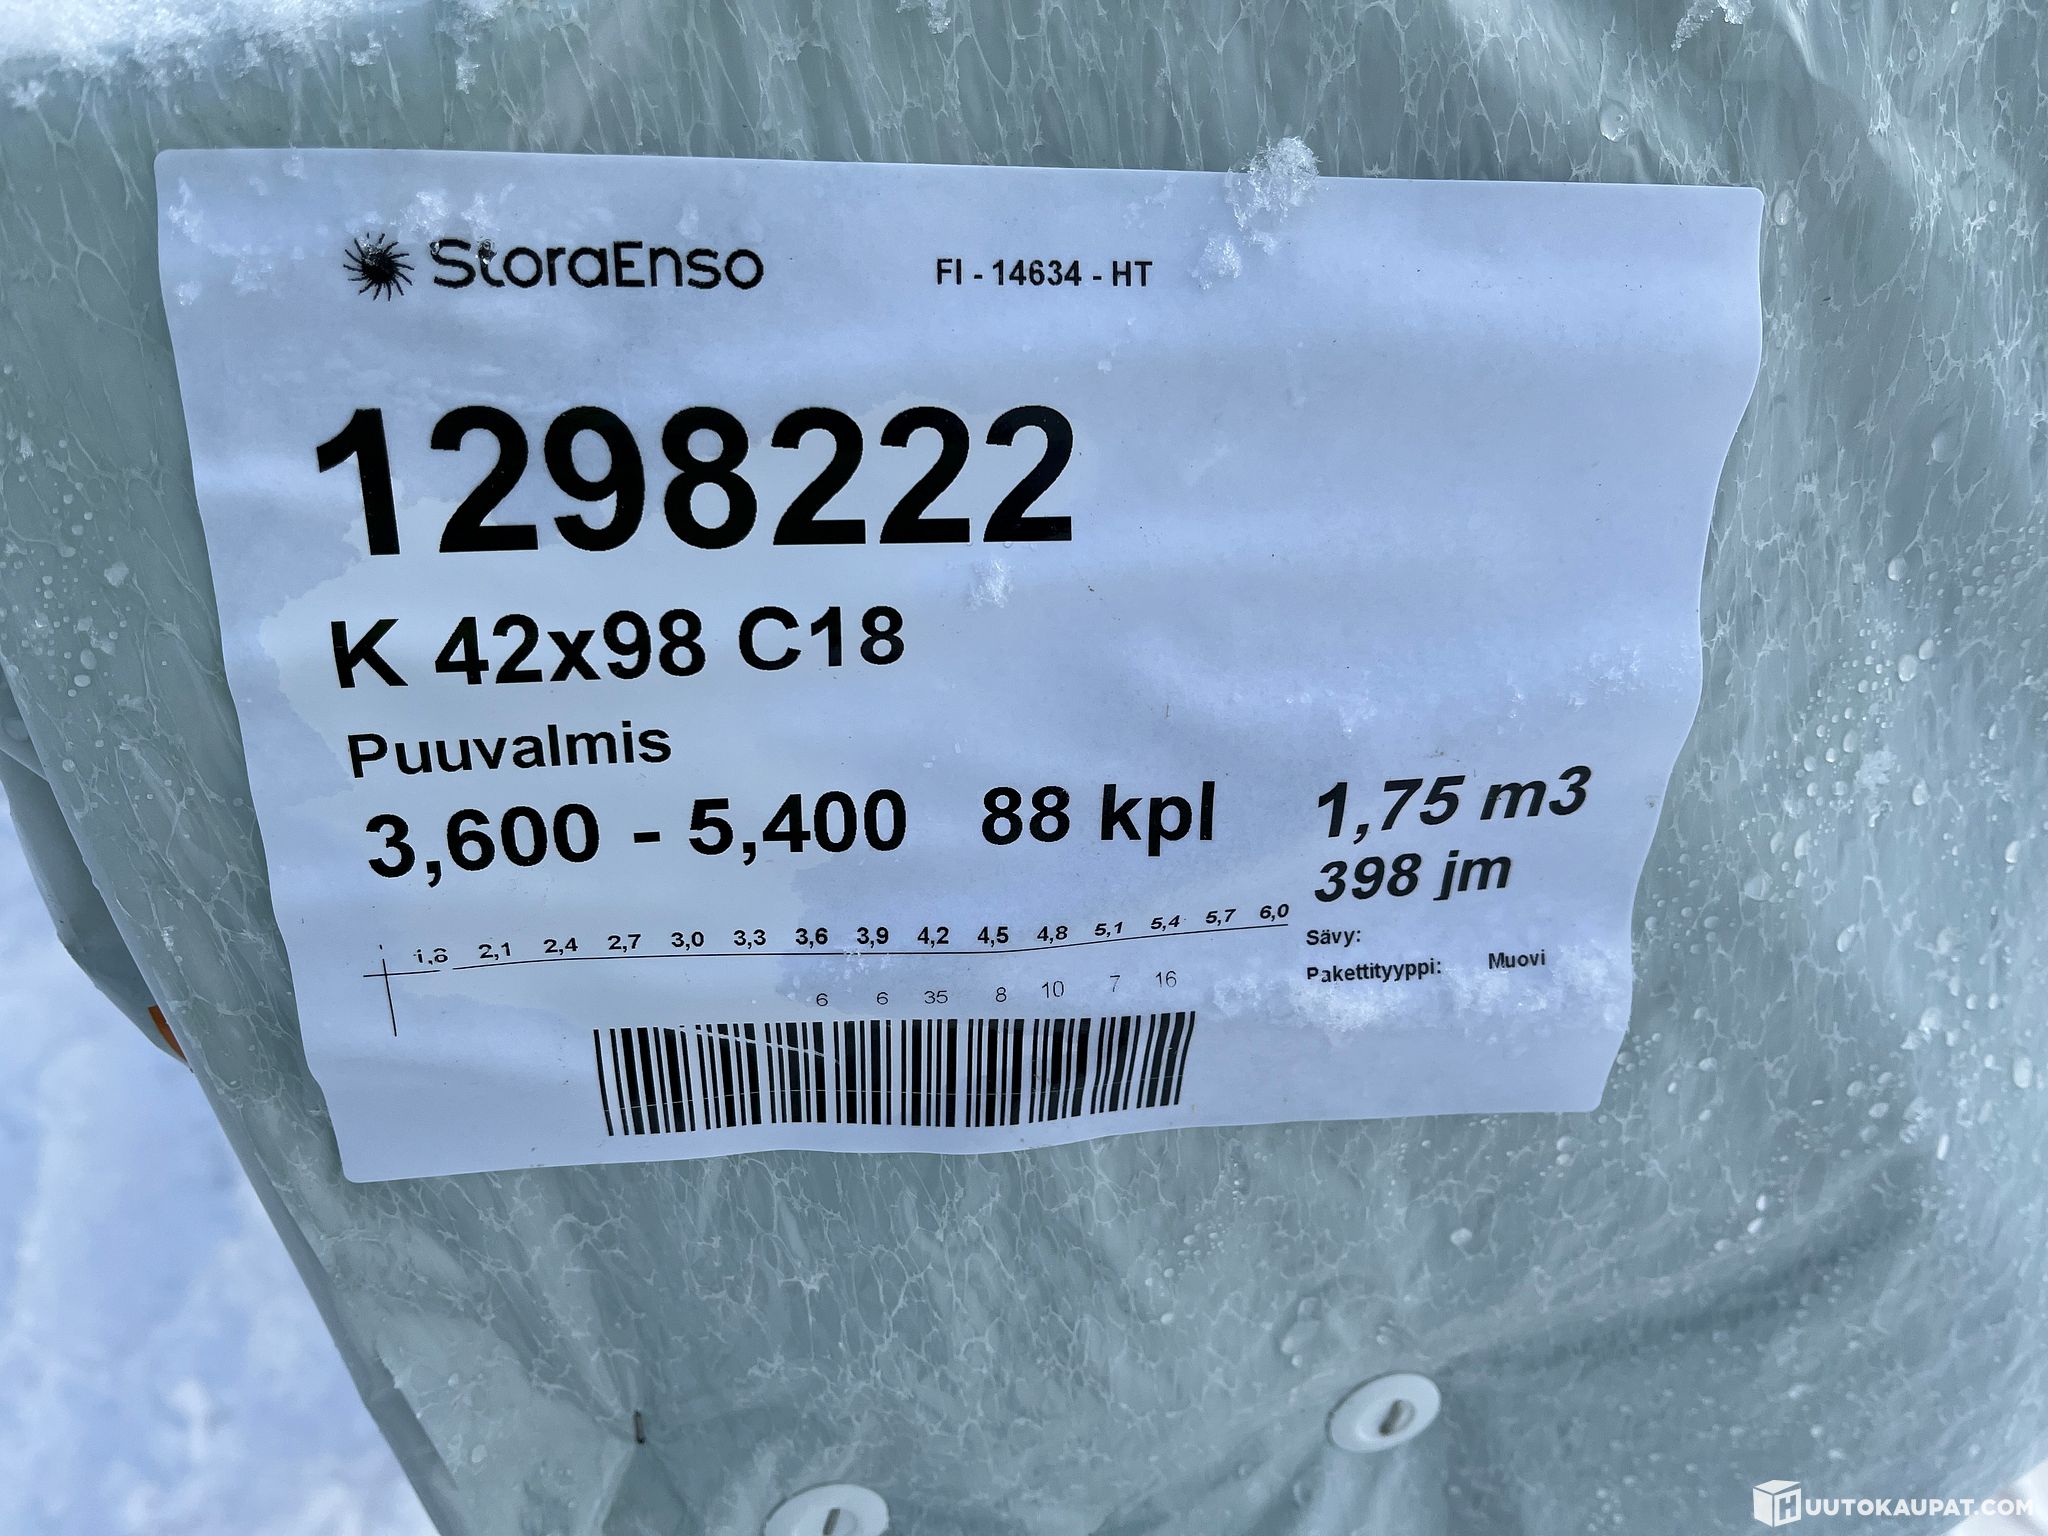 StoraEnso FI - 14634 - HT
1298222
K 42x98 C18
Puuvalmis
3,600 - 5,400 88 kpl 1,75 m3
398 jm
1,8 2,1 2,4 2,7 3,0 3,3 3,6 3,9 4,2 4,5 4,8 5,1 5,4 5,7 6,0
Sävy:
Pakettityyppi: Muovi
6 6 35 8 10 7 16
HUUTOKAUPAT.COM